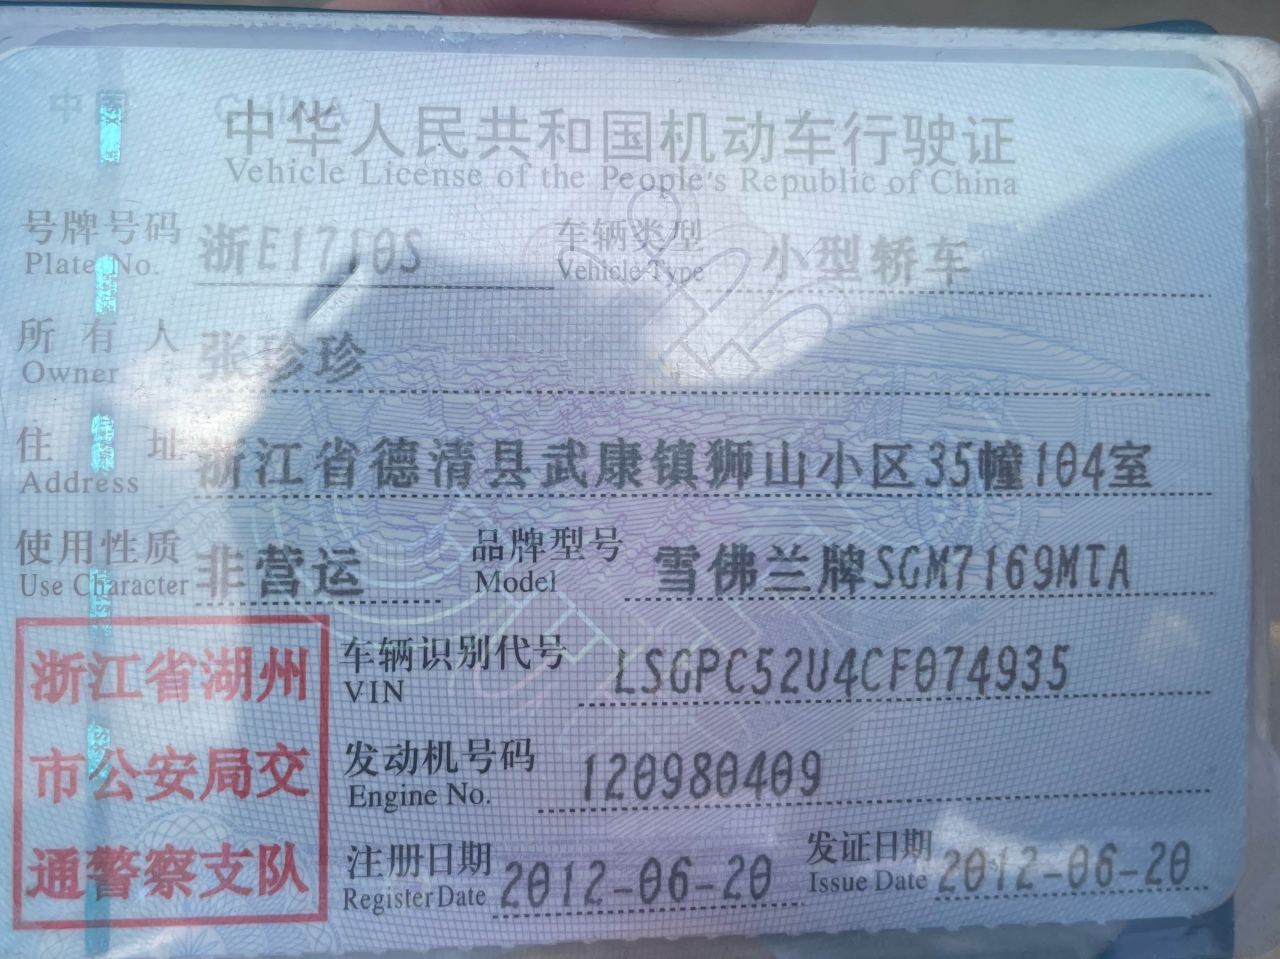 中华人民共和国机动车行驶证
Vehicle License of the People's Republic of China
号牌号码 浙E1710S 车辆类型 小型轿车
Plate No. Vehicle Type
所有人 张珍珍
Owner
住址 浙江省德清县武康镇狮山小区35幢104室
Address
使用性质 非营运 品牌型号 雪佛兰牌SGM7169MTA
Use Character Model
浙江省湖州
市公安局交
通警察支队
车辆识别代号 LSGPC52U4CF074935
VIN
发动机号码 120980409
Engine No.
注册日期 2012-06-20 发证日期 2012-06-20
Register Date Issue Date